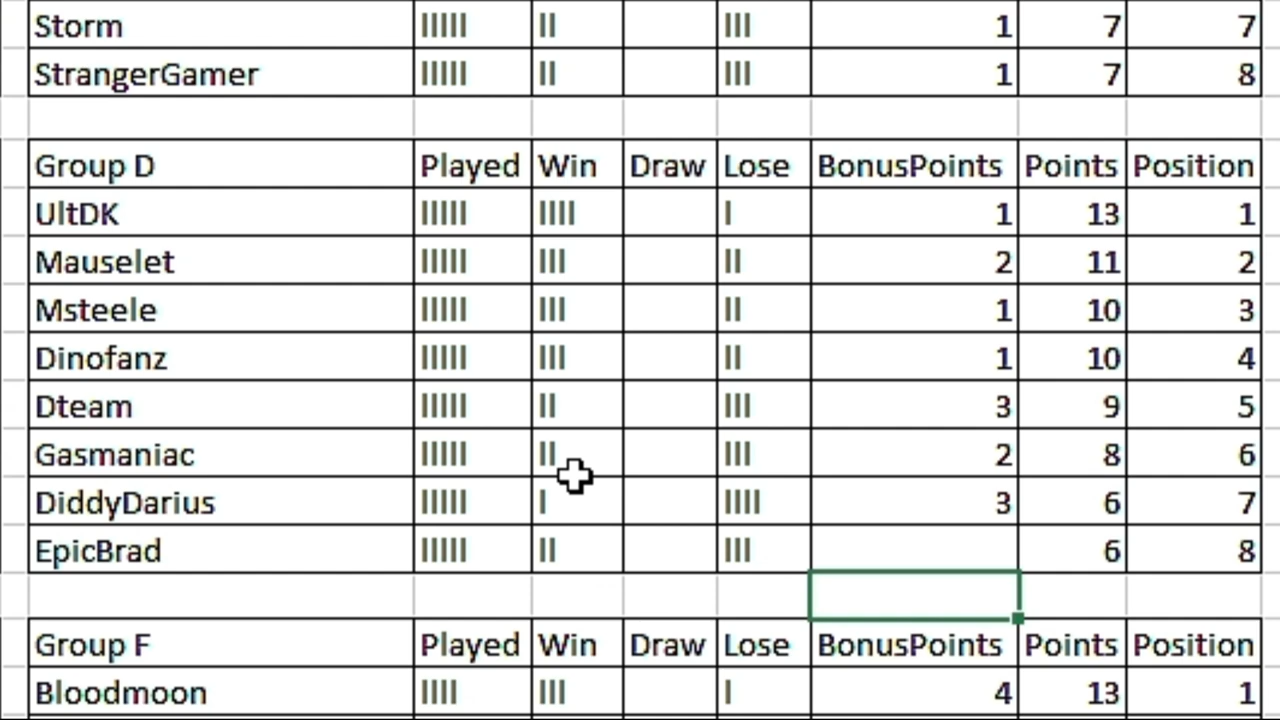 Storm IIIII II III 1 7 7
StrangerGamer IIIII II III 1 7 8
Group D Played Win Draw Lose BonusPoints Points Position
UltDK IIIII IIII I 1 13 1
Mauselet IIIII III II 2 11 2
Msteele IIIII III II 1 10 3
Dinofanz IIIII III II 1 10 4
Dteam IIIII II III 3 9 5
Gasmaniac IIIII II III 2 8 6
DiddyDarius IIIII I IIII 3 6 7
EpicBrad IIIII II III 6 8
Group F Played Win Draw Lose BonusPoints Points Position
Bloodmoon IIII III I 4 13 1